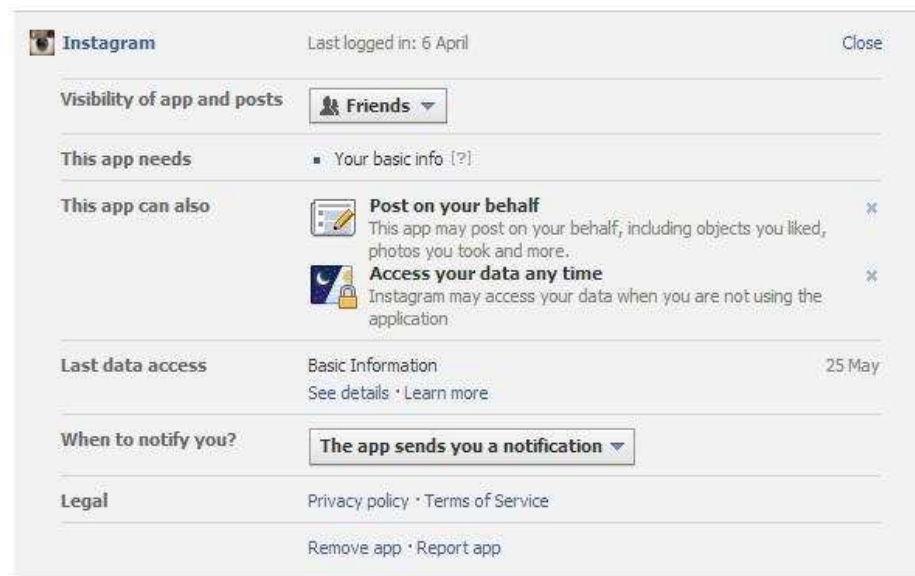 Instagram Last logged in: 6 April Close
Visibility of app and posts Friends
This app needs Your basic info [?]
This app can also Post on your behalf ×
This app may post on your behalf, including objects you liked,
photos you took and more.
Access your data any time ×
Instagram may access your data when you are not using the
application
Last data access Basic Information 25 May
See details · Learn more
When to notify you? The app sends you a notification
Legal Privacy policy · Terms of Service
Remove app · Report app